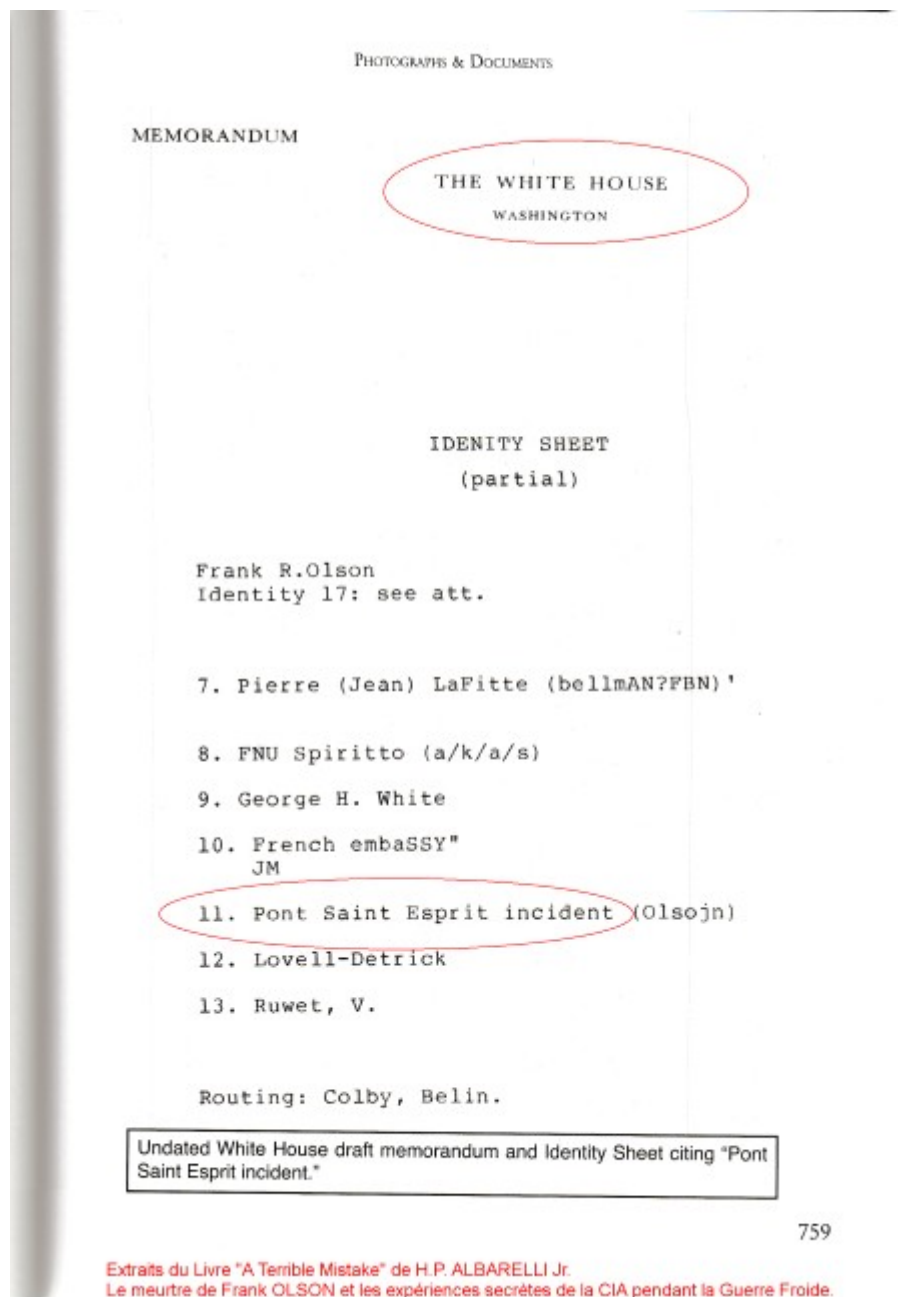 PHOTOGRAPHS & DOCUMENTS
MEMORANDUM
THE WHITE HOUSE
WASHINGTON
IDENITY SHEET
(partial)
Frank R.Olson
Identity 17: see att.
7. Pierre (Jean) LaFitte (bellmAN?FBN)'
8. FNU Spiritto (a/k/a/s)
9. George H. White
10. French embaSSY"
JM
11. Pont Saint Esprit incident (Olsojn)
12. Lovell-Detrick
13. Ruwet, V.
Routing: Colby, Belin.
Undated White House draft memorandum and Identity Sheet citing “Pont
Saint Esprit incident.”
759
Extraits du Livre "A Terrible Mistake" de H.P. ALBARELLI Jr.
Le meurtre de Frank OLSON et les expériences secrètes de la CIA pendant la Guerre Froide.